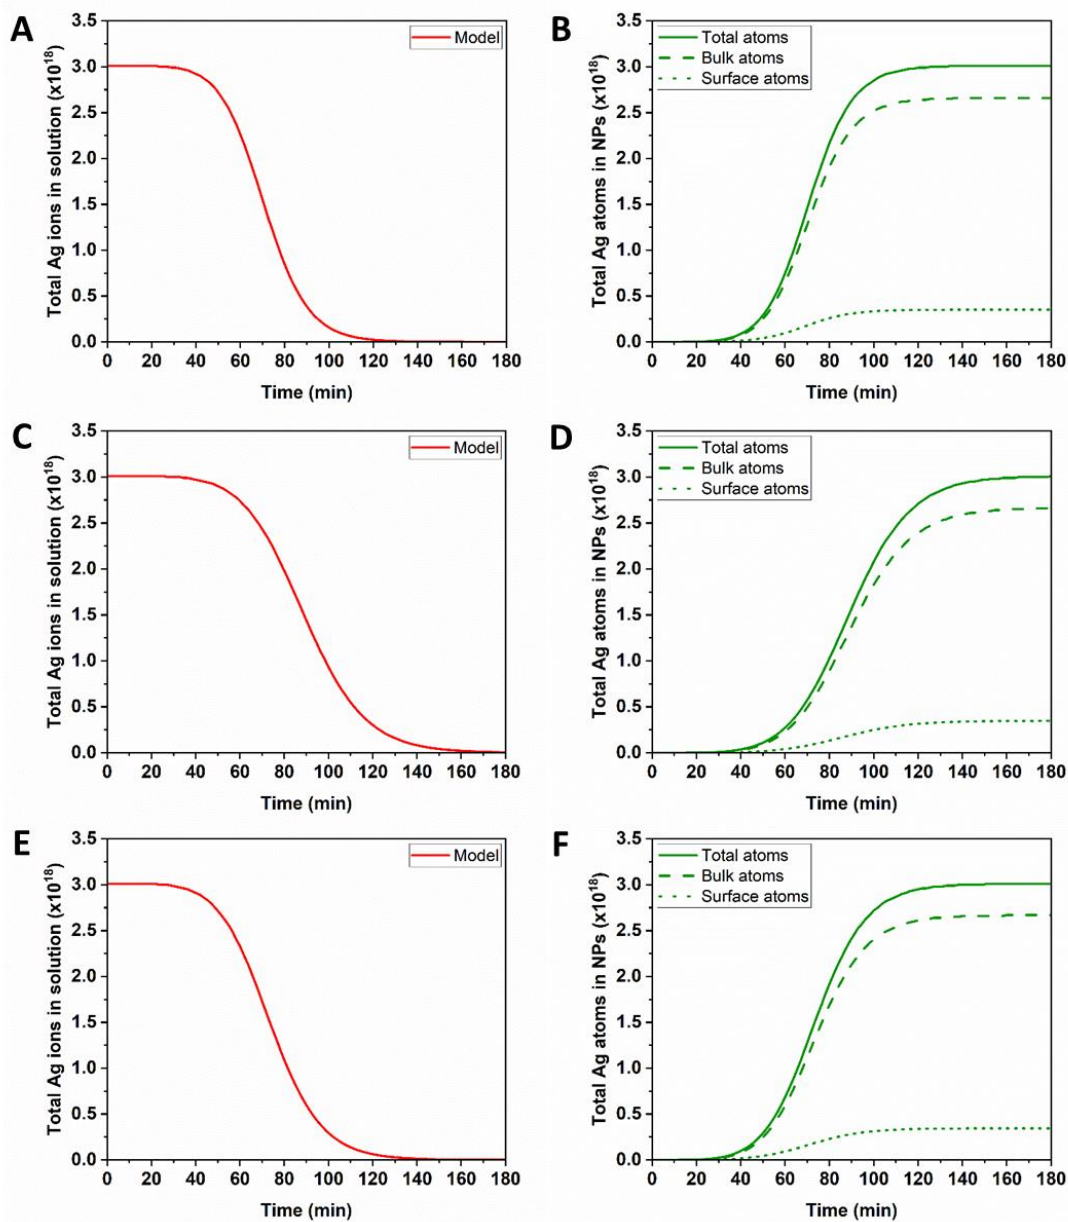 A
Total Ag ions in solution (x10¹⁸)
3.5
3.0
2.5
2.0
1.5
1.0
0.5
0.0
Model
0 20 40 60 80 100 120 140 160 180
Time (min)
B
Total Ag atoms in NPs (x10¹⁸)
3.5
3.0
2.5
2.0
1.5
1.0
0.5
0.0
Total atoms
Bulk atoms
Surface atoms
0 20 40 60 80 100 120 140 160 180
Time (min)
C
Total Ag ions in solution (x10¹⁸)
3.5
3.0
2.5
2.0
1.5
1.0
0.5
0.0
Model
0 20 40 60 80 100 120 140 160 180
Time (min)
D
Total Ag atoms in NPs (x10¹⁸)
3.5
3.0
2.5
2.0
1.5
1.0
0.5
0.0
Total atoms
Bulk atoms
Surface atoms
0 20 40 60 80 100 120 140 160 180
Time (min)
E
Total Ag ions in solution (x10¹⁸)
3.5
3.0
2.5
2.0
1.5
1.0
0.5
0.0
Model
0 20 40 60 80 100 120 140 160 180
Time (min)
F
Total Ag atoms in NPs (x10¹⁸)
3.5
3.0
2.5
2.0
1.5
1.0
0.5
0.0
Total atoms
Bulk atoms
Surface atoms
0 20 40 60 80 100 120 140 160 180
Time (min)